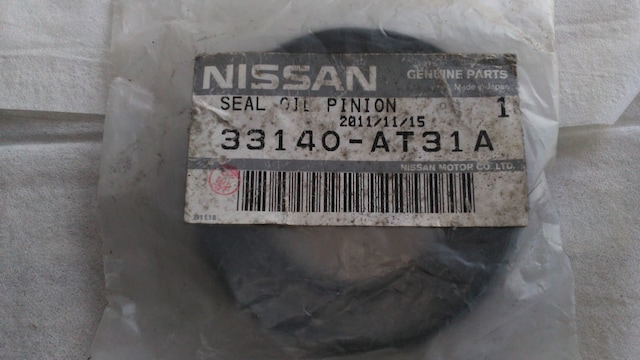 NISSAN
GENUINE PARTS
Made in Japan
SEAL OIL PINION 1
2011/11/15
33140-AT31A
NISSAN MOTOR CO.,LTD.